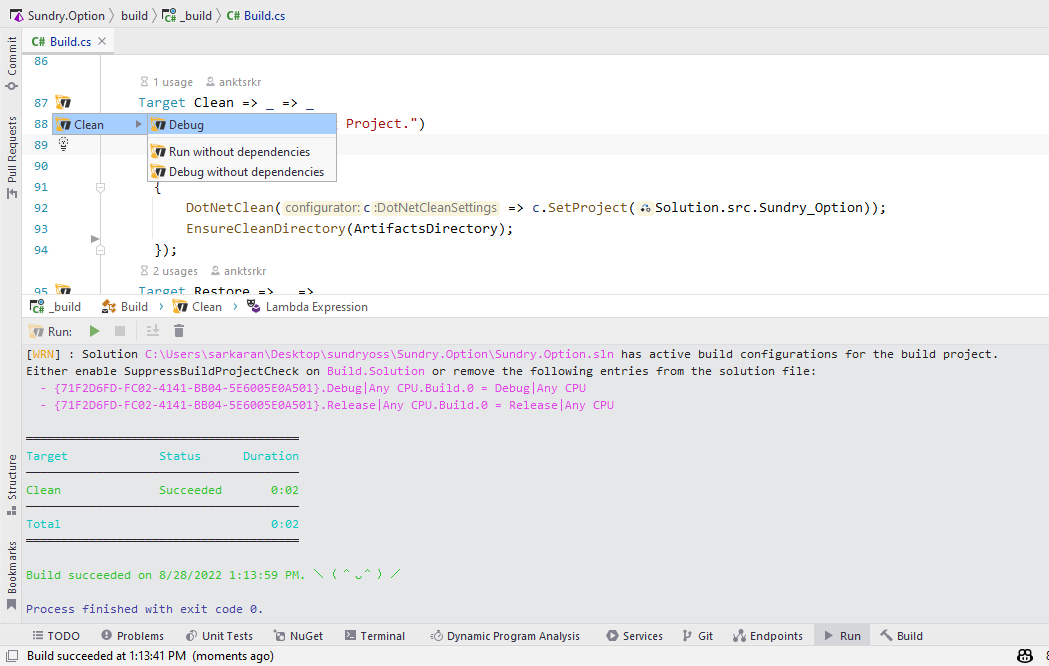 Sundry.Option build _build C# Build.cs
C# Build.cs
Commit
Pull Requests
Structure
Bookmarks
86
1 usage anktsrkr
87 Target Clean => _ => _
88 Project.")
Clean
Debug
Run without dependencies
Debug without dependencies
89
90
91 {
92 DotNetClean(configurator: c :DotNetCleanSettings => c.SetProject(Solution.src.Sundry_Option));
93 EnsureCleanDirectory(ArtifactsDirectory);
94 });
2 usages anktsrkr
95 Target Restore => _ =>
_build Build Clean Lambda Expression
Run:
[WRN] : Solution C:\Users\sarkaran\Desktop\sundryoss\Sundry.Option\Sundry.Option.sln has active build configurations for the build project.
Either enable SuppressBuildProjectCheck on Build.Solution or remove the following entries from the solution file:
- {71F2D6FD-FC02-4141-BB04-5E6005E0A501}.Debug|Any CPU.Build.0 = Debug|Any CPU
- {71F2D6FD-FC02-4141-BB04-5E6005E0A501}.Release|Any CPU.Build.0 = Release|Any CPU
Target Status Duration
Clean Succeeded 0:02
Total 0:02
Build succeeded on 8/28/2022 1:13:59 PM. ＼（＾ᴗ＾）／
Process finished with exit code 0.
TODO Problems Unit Tests NuGet Terminal Dynamic Program Analysis Services Git Endpoints Run Build
Build succeeded at 1:13:41 PM (moments ago)